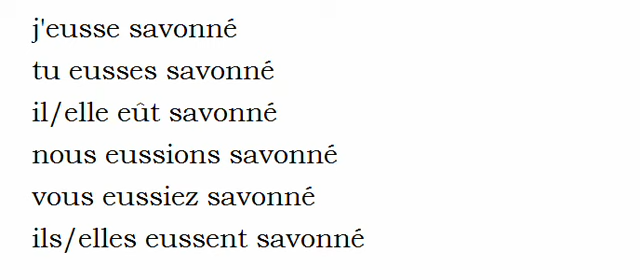 j'eusse savonné
tu eusses savonné
il/elle eût savonné
nous eussions savonné
vous eussiez savonné
ils/elles eussent savonné